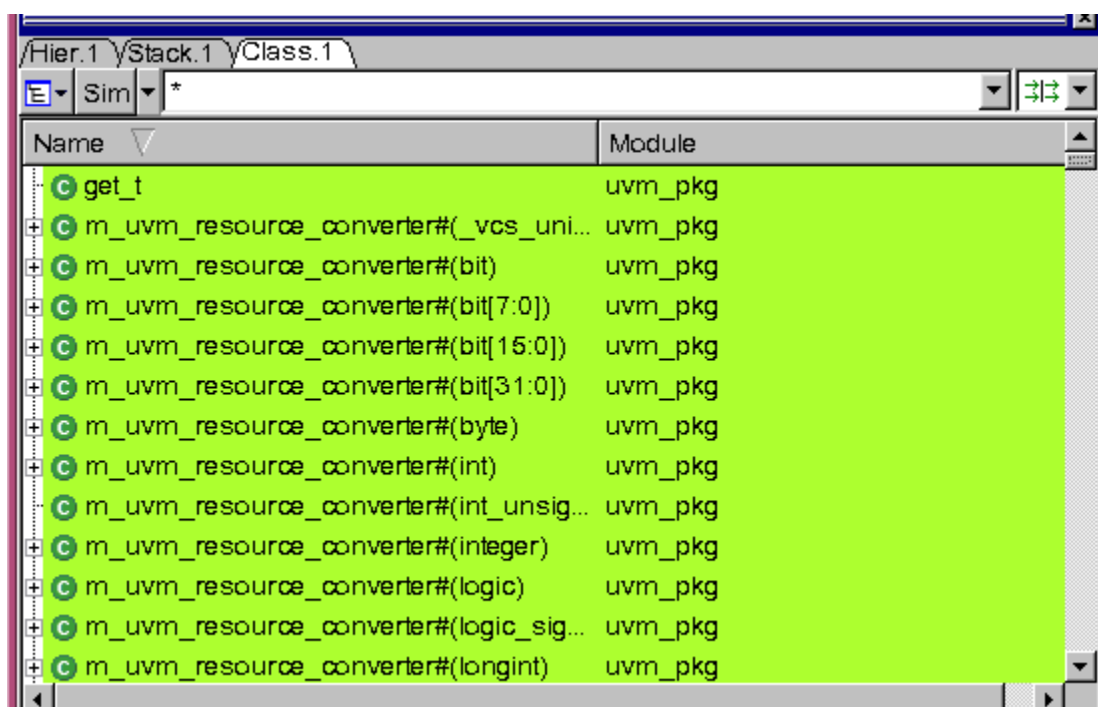 Hier.1 Stack.1 Class.1
Sim *
Name Module
C get_t uvm_pkg
C m_uvm_resource_converter#(_vcs_uni... uvm_pkg
C m_uvm_resource_converter#(bit) uvm_pkg
C m_uvm_resource_converter#(bit[7:0]) uvm_pkg
C m_uvm_resource_converter#(bit[15:0]) uvm_pkg
C m_uvm_resource_converter#(bit[31:0]) uvm_pkg
C m_uvm_resource_converter#(byte) uvm_pkg
C m_uvm_resource_converter#(int) uvm_pkg
C m_uvm_resource_converter#(int_unsig... uvm_pkg
C m_uvm_resource_converter#(integer) uvm_pkg
C m_uvm_resource_converter#(logic) uvm_pkg
C m_uvm_resource_converter#(logic_sig... uvm_pkg
C m_uvm_resource_converter#(longint) uvm_pkg